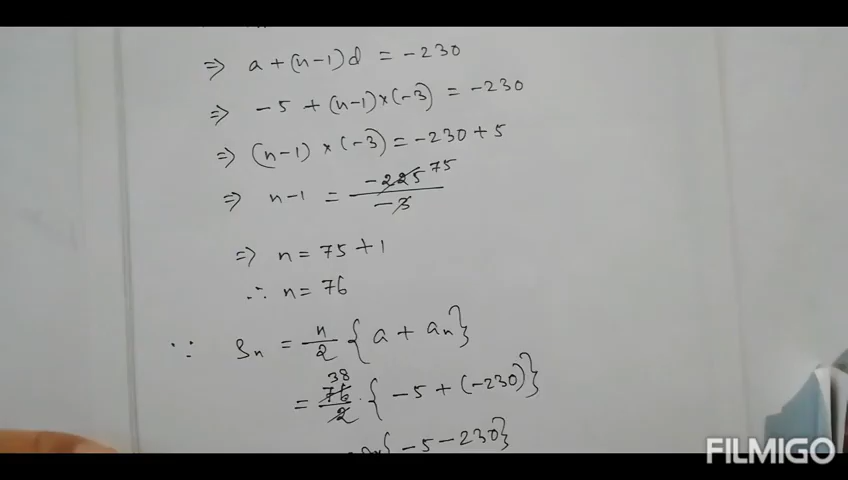 ⇒ a + (n-1)d = -230
⇒ -5 + (n-1)×(-3) = -230
⇒ (n-1) × (-3) = -230+5
⇒ n-1 = -225/-3 75
⇒ n = 75+1
∴ n = 76
∵ Sn = n/2 {a + an}
= 76/2 38 · {-5 + (-230)}
{-5-230}
FILMIGO